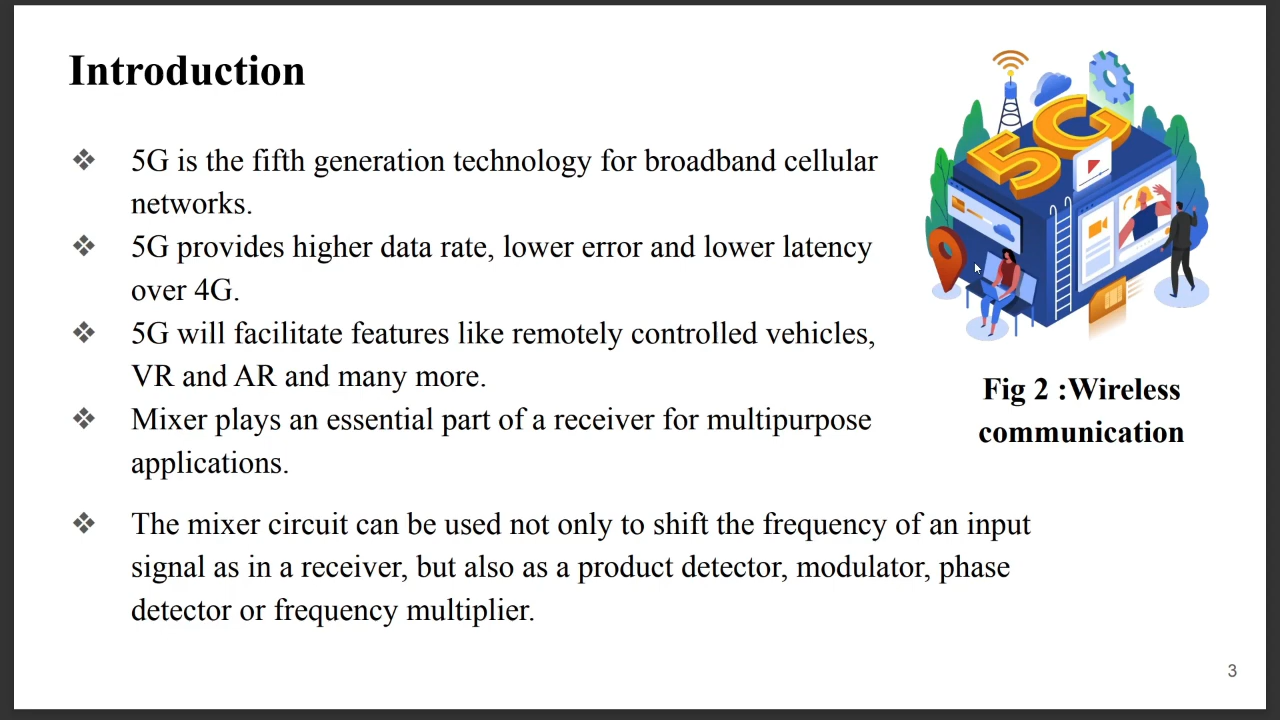 Introduction
❖ 5G is the fifth generation technology for broadband cellular
networks.
❖ 5G provides higher data rate, lower error and lower latency
over 4G.
❖ 5G will facilitate features like remotely controlled vehicles,
VR and AR and many more.
❖ Mixer plays an essential part of a receiver for multipurpose
applications.
❖ The mixer circuit can be used not only to shift the frequency of an input
signal as in a receiver, but also as a product detector, modulator, phase
detector or frequency multiplier.
5G
Fig 2 :Wireless
communication
3